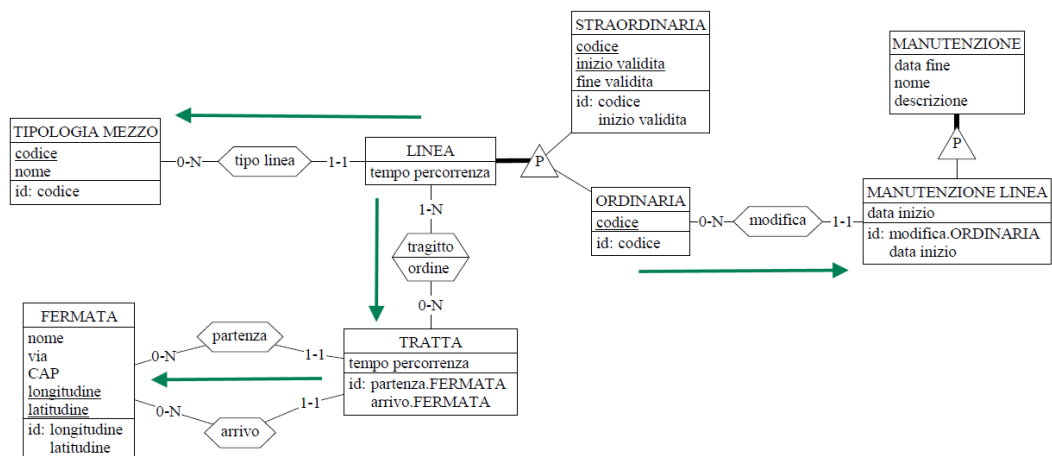 STRAORDINARIA
codice
inizio validita
fine validita
id: codice
inizio validita
MANUTENZIONE
data fine
nome
descrizione
P
TIPOLOGIA MEZZO
codice
nome
id: codice
0-N
tipo linea
1-1
LINEA
tempo percorrenza
P
ORDINARIA
codice
id: codice
0-N
modifica
1-1
MANUTENZIONE LINEA
data inizio
id: modifica.ORDINARIA
data inizio
1-N
tragitto
ordine
0-N
FERMATA
nome
via
CAP
longitudine
latitudine
id: longitudine
latitudine
0-N
partenza
1-1
TRATTA
tempo percorrenza
id: partenza.FERMATA
arrivo.FERMATA
0-N
arrivo
1-1